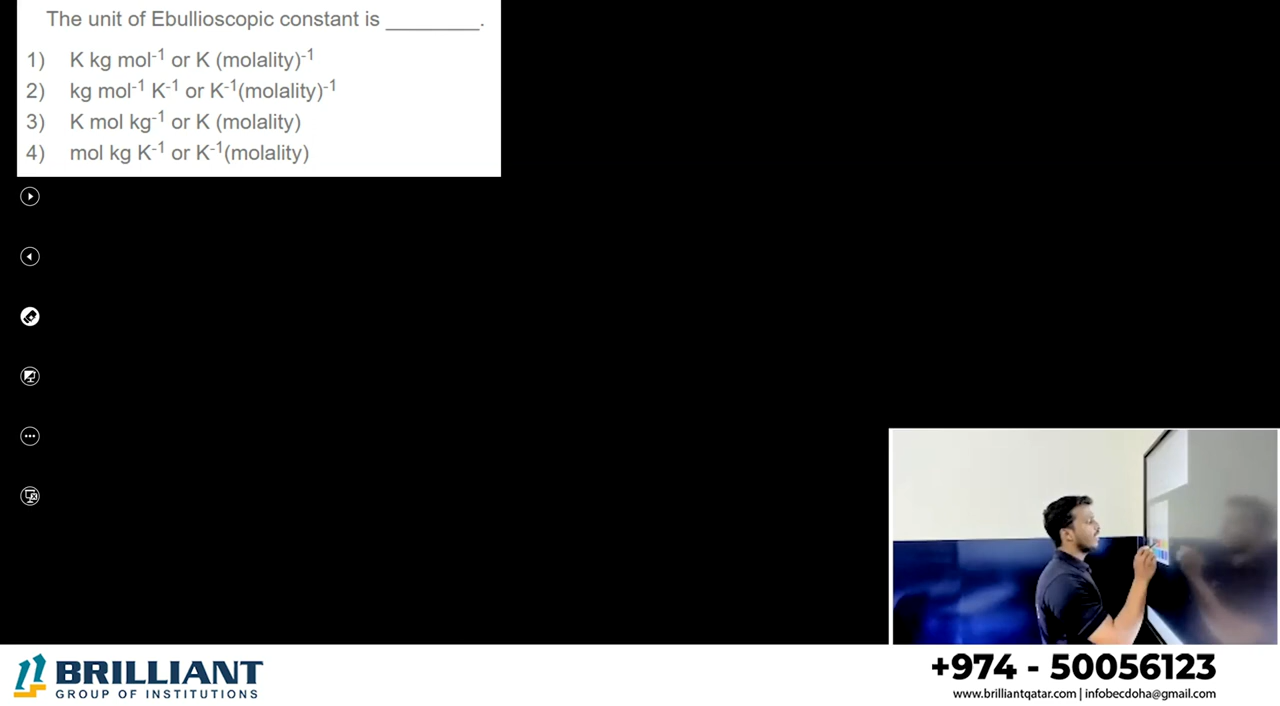 The unit of Ebullioscopic constant is ________.
1) K kg mol⁻¹ or K (molality)⁻¹
2) kg mol⁻¹ K⁻¹ or K⁻¹(molality)⁻¹
3) K mol kg⁻¹ or K (molality)
4) mol kg K⁻¹ or K⁻¹(molality)
BRILLIANT
GROUP OF INSTITUTIONS
+974 - 50056123
www.brilliantqatar.com | infobecdoha@gmail.com